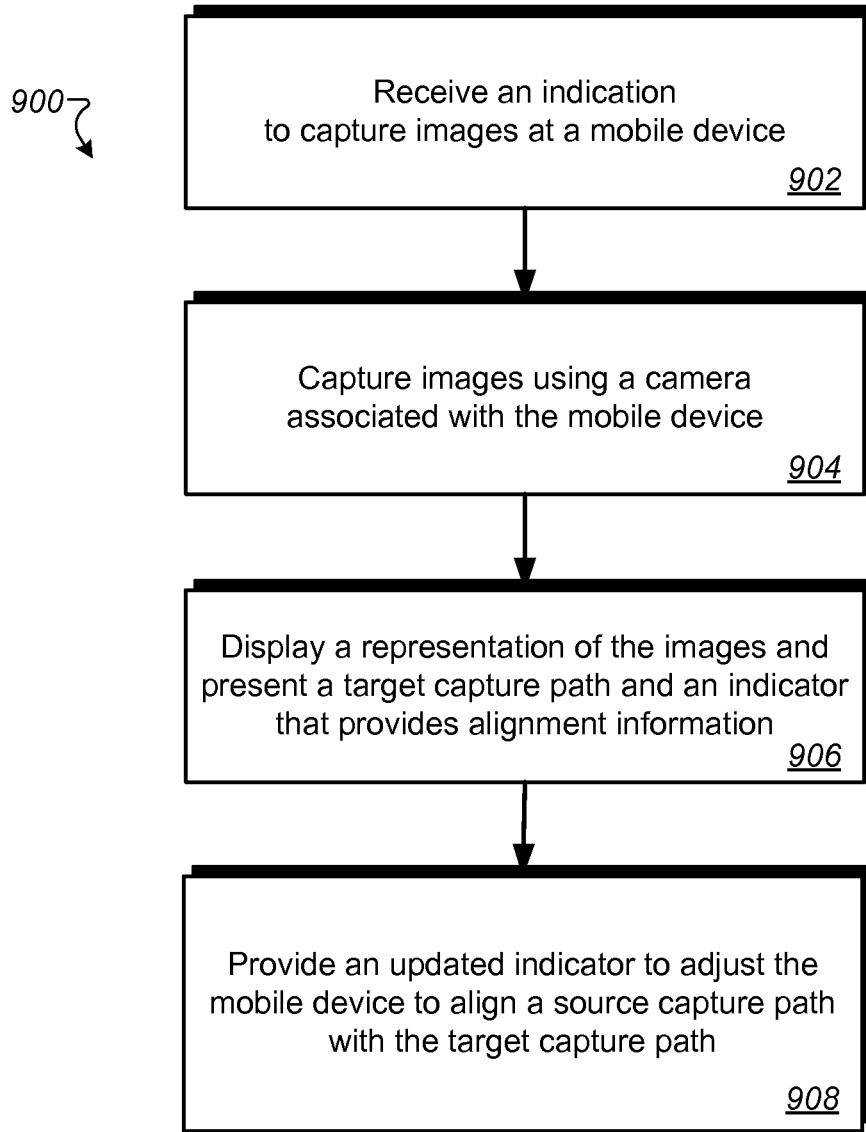 900
Receive an indication
to capture images at a mobile device
902
Capture images using a camera
associated with the mobile device
904
Display a representation of the images and
present a target capture path and an indicator
that provides alignment information
906
Provide an updated indicator to adjust the
mobile device to align a source capture path
with the target capture path
908